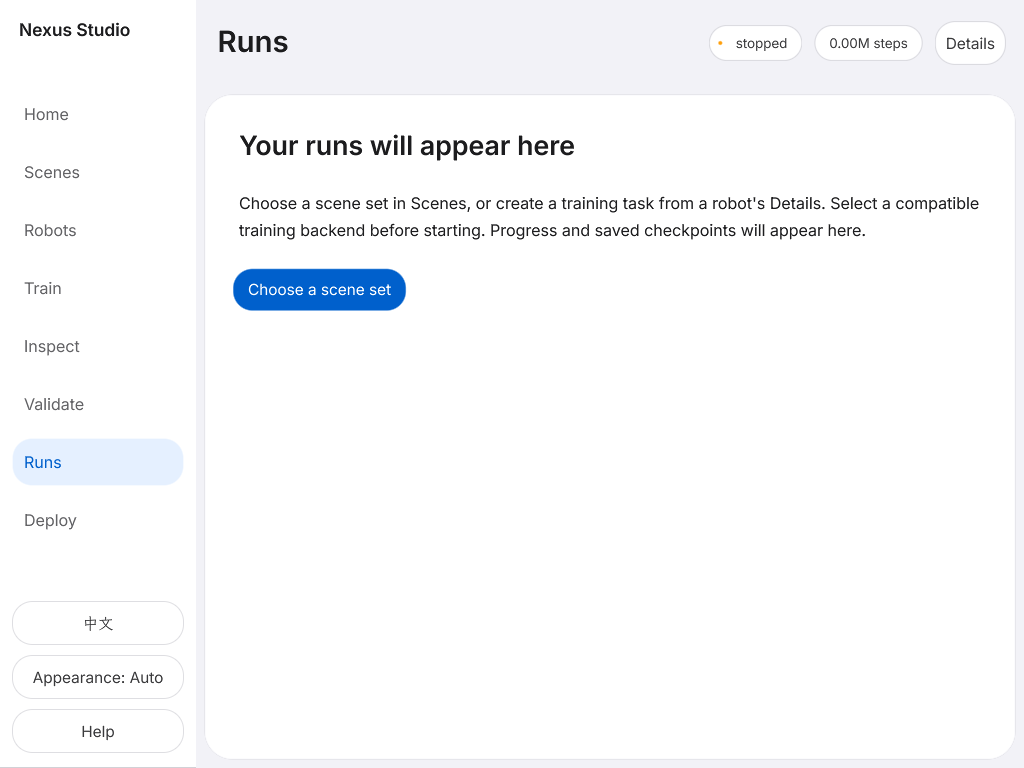 Nexus Studio
Home
Scenes
Robots
Train
Inspect
Validate
Runs
Deploy
中文
Appearance: Auto
Help
Runs
stopped
0.00M steps
Details
Your runs will appear here
Choose a scene set in Scenes, or create a training task from a robot's Details. Select a compatible
training backend before starting. Progress and saved checkpoints will appear here.
Choose a scene set